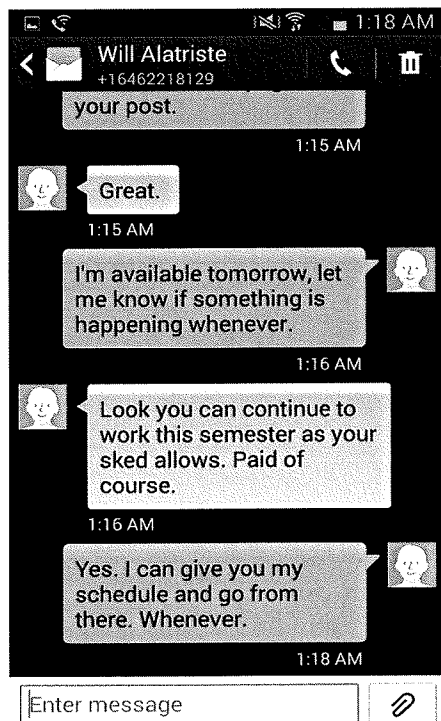 1:18 AM
Will Alatriste
+16462218129
your post.
1:15 AM
Great.
1:15 AM
I'm available tomorrow, let
me know if something is
happening whenever.
1:16 AM
Look you can continue to
work this semester as your
sked allows. Paid of
course.
1:16 AM
Yes. I can give you my
schedule and go from
there. Whenever.
1:18 AM
Enter message